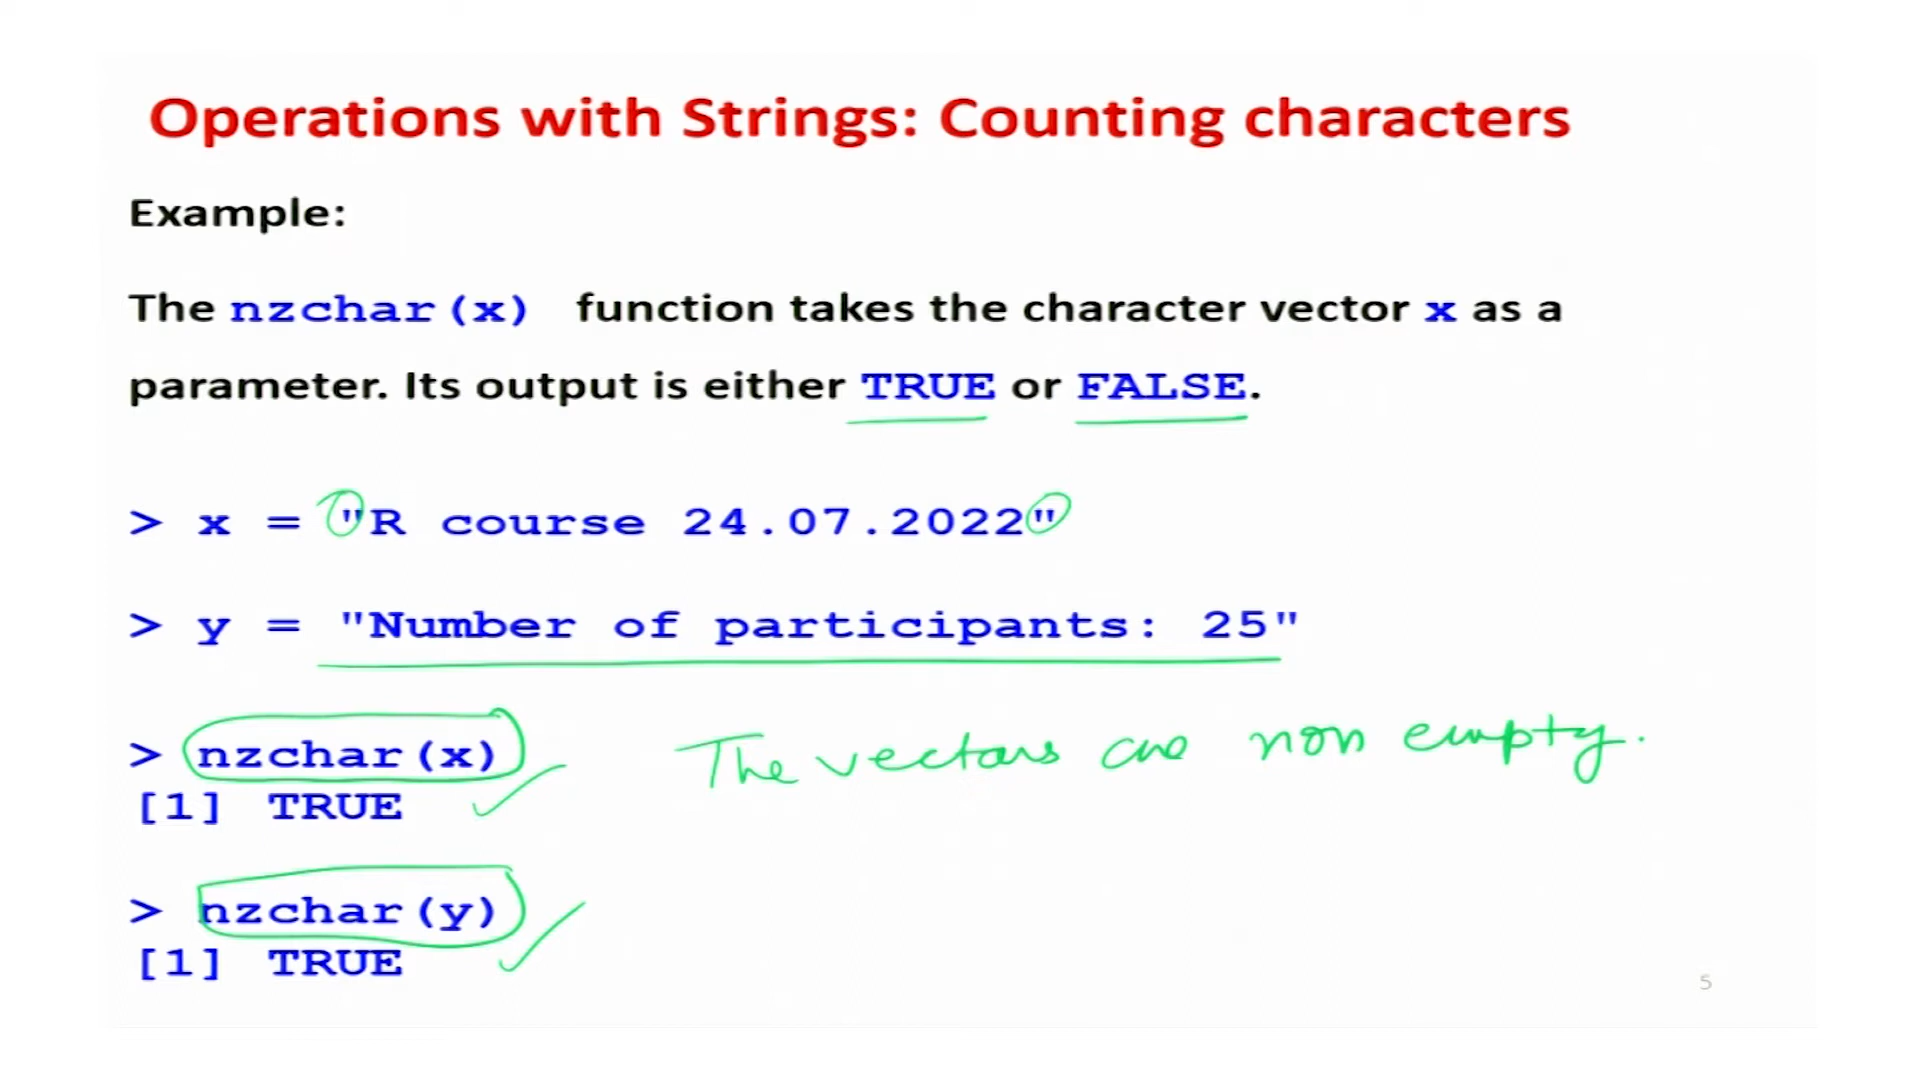 Operations with Strings: Counting characters
Example:
The nzchar(x) function takes the character vector x as a
parameter. Its output is either TRUE or FALSE.
> x = "R course 24.07.2022"
> y = "Number of participants: 25"
> nzchar(x)
The vectors are non empty.
[1] TRUE
> nzchar(y)
[1] TRUE
5